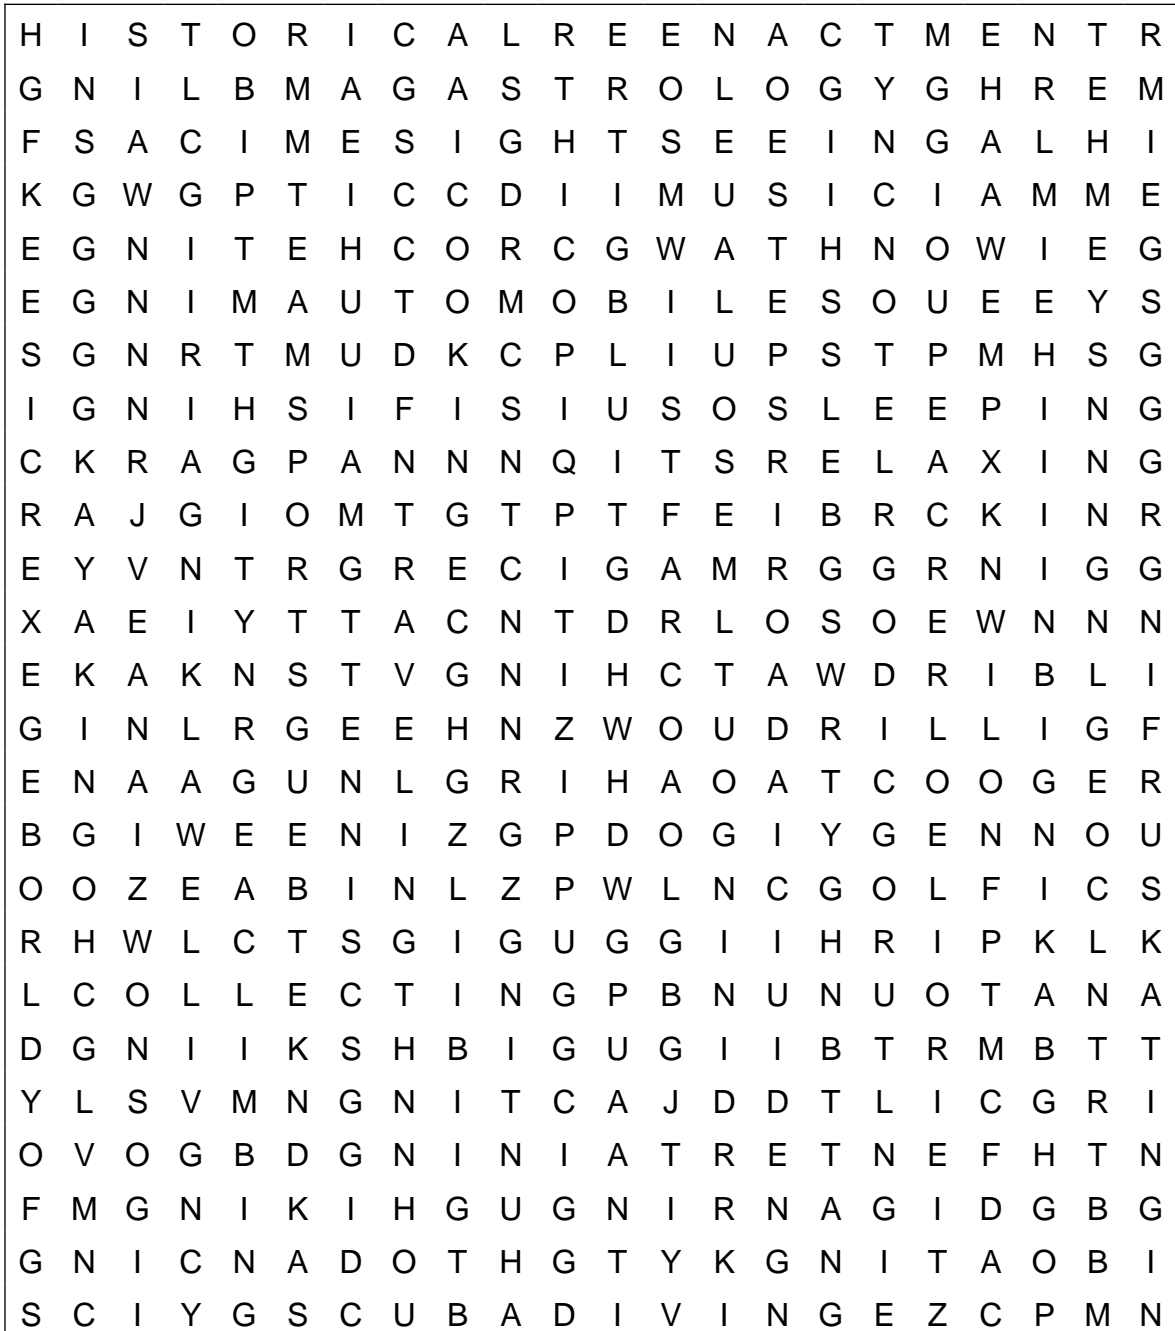 H I S T O R I C A L R E E N A C T M E N T R
G N I L B M A G A S T R O L O G Y G H R E M
F S A C I M E S I G H T S E E I N G A L H I
K G W G P T I C C D I I M U S I C I A M M E
E G N I T E H C O R C G W A T H N O W I E G
E G N I M A U T O M O B I L E S O U E E Y S
S G N R T M U D K C P L I U P S T P M H S G
I G N I H S I F I S I U S O S L E E P I N G
C K R A G P A N N N Q I T S R E L A X I N G
R A J G I O M T G T P T F E I B R C K I N R
E Y V N T R G R E C I G A M R G G R N I G G
X A E I Y T T A C N T D R L O S O E W N N N
E K A K N S T V G N I H C T A W D R I B L I
G I N L R G E E H N Z W O U D R I L L I G F
E N A A G U N L G R I H A O A T C O O G E R
B G I W E E N I Z G P D O G I Y G E N N O U
O O Z E A B I N L Z P W L N C G O L F I C S
R H W L C T S G I G U G G I I H R I P K L K
L C O L L E C T I N G P B N U N U O T A N A
D G N I I K S H B I G U G I I B T R M B T T
Y L S V M N G N I T C A J D D T L I C G R I
O V O G B D G N I N I A T R E T N E F H T N
F M G N I K I H G U G N I R N A G I D G B G
G N I C N A D O T H G T Y K G N I T A O B I
S C I Y G S C U B A D I V I N G E Z C P M N